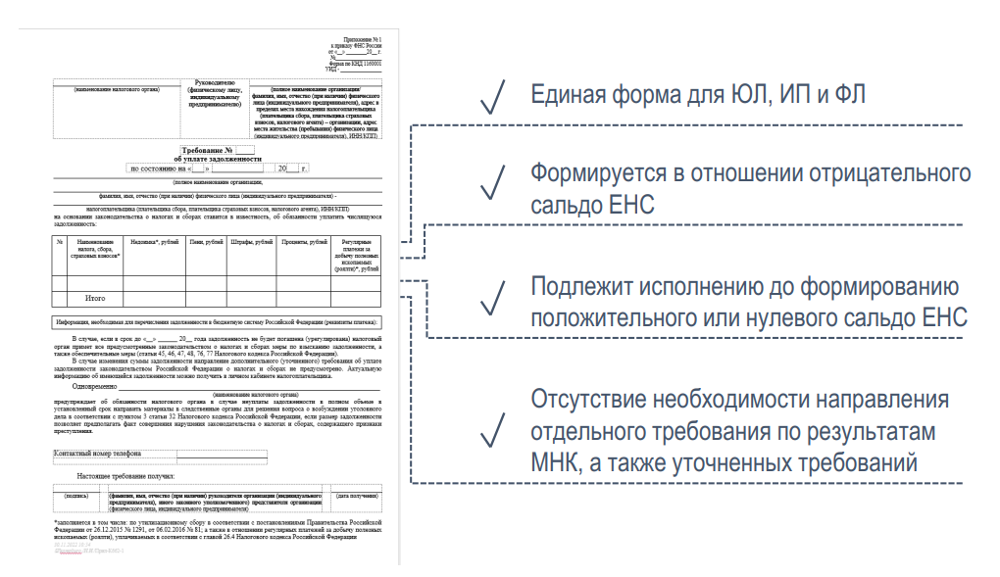 Приложение № 1
к приказу ФНС России
от «__» ________20__ г.
№____________
Форма по КНД 1160001
УИД - ____________
(наименование налогового органа)
Руководителю
(физическому лицу,
индивидуальному
предпринимателю)
(полное наименование организации/
фамилия, имя, отчество (при наличии) физического
лица (индивидуального предпринимателя), адрес в
пределах места нахождения налогоплательщика
(плательщика сбора, плательщика страховых
взносов, налогового агента) – организации, адрес
места жительства (пребывания) физического лица
(индивидуального предпринимателя), ИНН/КПП)
Требование № ____
об уплате задолженности
по состоянию на «___» ____________ 20___ г.
(полное наименование организации,
фамилия, имя, отчество (при наличии) физического лица (индивидуального предпринимателя) -
налогоплательщика (плательщика сбора, плательщика страховых взносов, налогового агента), ИНН/КПП)
на основании законодательства о налогах и сборах ставится в известность, об обязанности уплатить числящуюся
задолженность:
№
Наименование
налога, сбора,
страховых взносов*
Недоимка*, рублей
Пени, рублей
Штрафы, рублей
Проценты, рублей
Регулярные
платежи за
добычу полезных
ископаемых
(роялти)*, рублей
Итого
Информация, необходимая для перечисления задолженности в бюджетную систему Российской Федерации (реквизиты платежа):
В случае, если в срок до «__» ______ 20__ года задолженность не будет погашена (урегулирована) налоговый
орган примет все предусмотренные законодательством о налогах и сборах меры по взысканию задолженности, а
также обеспечительные меры (статьи 45, 46, 47, 48, 76, 77 Налогового кодекса Российской Федерации).
В случае изменения суммы задолженности направление дополнительного (уточненного) требования об уплате
задолженности законодательством Российской Федерации о налогах и сборах не предусмотрено. Актуальную
информацию об имеющейся задолженности можно получить в личном кабинете налогоплательщика.
Одновременно
(наименование налогового органа)
предупреждает об обязанности налогового органа в случае неуплаты задолженности в полном объеме в
установленный срок направить материалы в следственные органы для решения вопроса о возбуждении уголовного
дела в соответствии с пунктом 3 статьи 32 Налогового кодекса Российской Федерации, если размер задолженности
позволяет предполагать факт совершения нарушения законодательства о налогах и сборах, содержащего признаки
преступления.
Контактный номер телефона
Настоящее требование получил:
(подпись)
(фамилия, имя, отчество (при наличии) руководителя организации (индивидуального
предпринимателя), иного законного уполномоченного) представителя организации
(физического лица, индивидуального предпринимателя)
(дата получения)
*заполняется в том числе: по утилизационному сбору в соответствии с постановлениями Правительства Российской
Федерации от 26.12.2015 № 1291, от 06.02.2016 № 81; а также в отношении регулярных платежей за добычу полезных
ископаемых (роялти), уплачиваемых в соответствии с главой 26.4 Налогового кодекса Российской Федерации
Единая форма для ЮЛ, ИП и ФЛ
Формируется в отношении отрицательного
сальдо ЕНС
Подлежит исполнению до формирования
положительного или нулевого сальдо ЕНС
Отсутствие необходимости направления
отдельного требования по результатам
МНК, а также уточненных требований